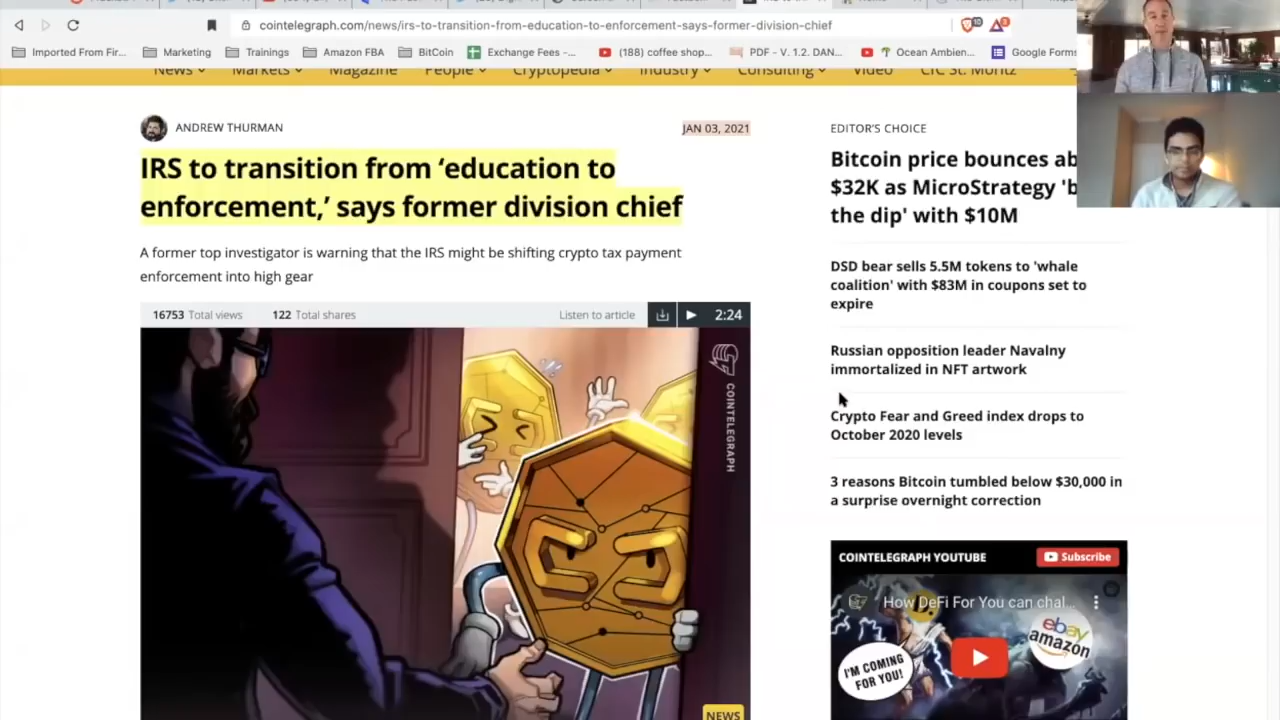 cointelegraph.com/news/irs-to-transition-from-education-to-enforcement-says-former-division-chief
10
3
Imported From Fir...
Marketing
Trainings
Amazon FBA
BitCoin
Exchange Fees -...
(188) coffee shop...
PDF - V. 1.2. DAN...
Ocean Ambien...
Google Forms
News
Markets
Magazine
People
Cryptopedia
Industry
Consulting
Video
CTC St. Moritz
ANDREW THURMAN
JAN 03, 2021
IRS to transition from ‘education to
enforcement,’ says former division chief
A former top investigator is warning that the IRS might be shifting crypto tax payment
enforcement into high gear
16753 Total views
122 Total shares
Listen to article
2:24
COINTELEGRAPH
NEWS
EDITOR'S CHOICE
Bitcoin price bounces ab
$32K as MicroStrategy 'b
the dip' with $10M
DSD bear sells 5.5M tokens to 'whale
coalition' with $83M in coupons set to
expire
Russian opposition leader Navalny
immortalized in NFT artwork
Crypto Fear and Greed index drops to
October 2020 levels
3 reasons Bitcoin tumbled below $30,000 in
a surprise overnight correction
COINTELEGRAPH YOUTUBE
Subscribe
How DeFi For You can chal...
ebay
amazon
I'M COMING
FOR YOU!